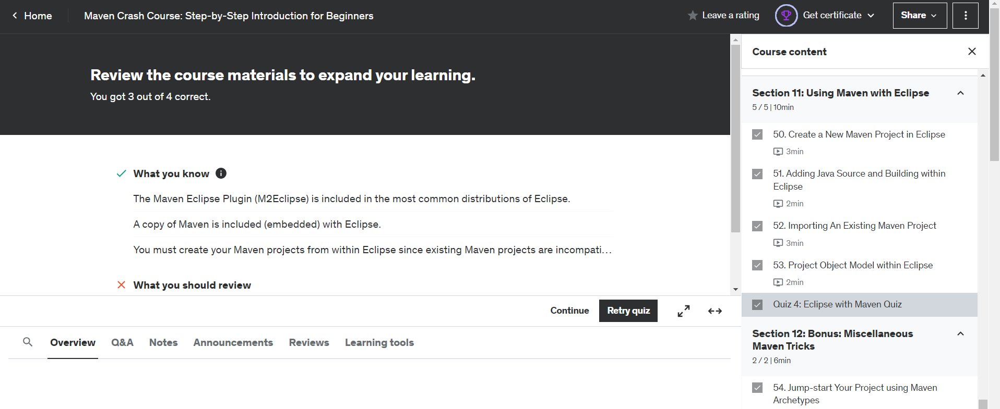 Home
Maven Crash Course: Step-by-Step Introduction for Beginners
Leave a rating
Get certificate
Share
Review the course materials to expand your learning.
You got 3 out of 4 correct.
What you know
The Maven Eclipse Plugin (M2Eclipse) is included in the most common distributions of Eclipse.
A copy of Maven is included (embedded) with Eclipse.
You must create your Maven projects from within Eclipse since existing Maven projects are incompati...
What you should review
Continue
Retry quiz
Overview
Q&A
Notes
Announcements
Reviews
Learning tools
Course content
Section 11: Using Maven with Eclipse
5 / 5 | 10min
50. Create a New Maven Project in Eclipse
3min
51. Adding Java Source and Building within
Eclipse
2min
52. Importing An Existing Maven Project
3min
53. Project Object Model within Eclipse
2min
Quiz 4: Eclipse with Maven Quiz
Section 12: Bonus: Miscellaneous
Maven Tricks
2 / 2 | 6min
54. Jump-start Your Project using Maven
Archetypes